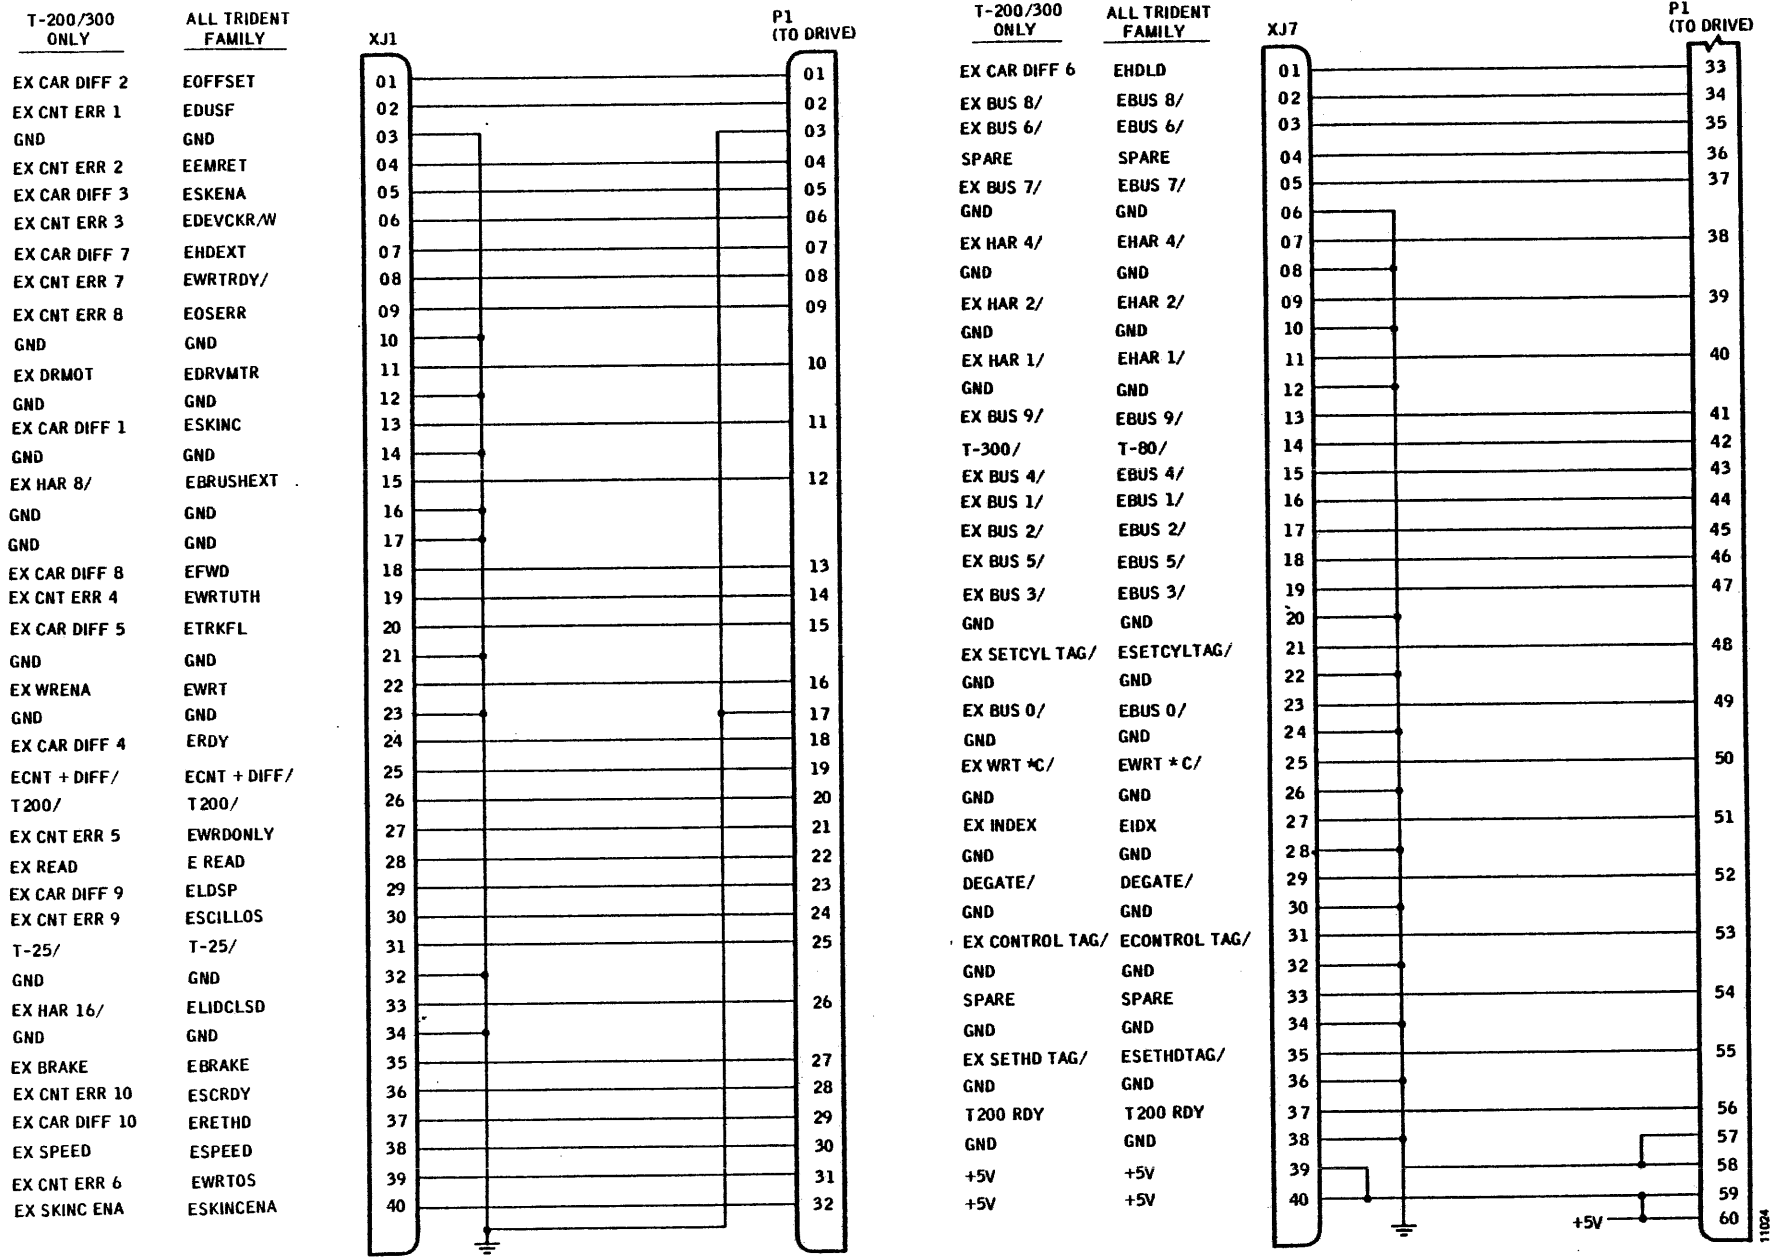 T-200/300 ONLY ALL TRIDENT FAMILY XJ1 P1 (TO DRIVE)
EX CAR DIFF 2 EOFFSET 01 01
EX CNT ERR 1 EDUSF 02 02
GND GND 03 03
EX CNT ERR 2 EEMRET 04 04
EX CAR DIFF 3 ESKENA 05 05
EX CNT ERR 3 EDEVCKR/W 06 06
EX CAR DIFF 7 EHDEXT 07 07
EX CNT ERR 7 EWRTRDY/ 08 08
EX CNT ERR 8 EOSERR 09 09
GND GND 10
EX DRMOT EDRVMTR 11 10
GND GND 12
EX CAR DIFF 1 ESKINC 13 11
GND GND 14
EX HAR 8/ EBRUSHEXT 15 12
GND GND 16
GND GND 17
EX CAR DIFF 8 EFWD 18 13
EX CNT ERR 4 EWRTUTH 19 14
EX CAR DIFF 5 ETRKFL 20 15
GND GND 21
EX WRENA EWRT 22 16
GND GND 23 17
EX CAR DIFF 4 ERDY 24 18
ECNT + DIFF/ ECNT + DIFF/ 25 19
T200/ T200/ 26 20
EX CNT ERR 5 EWRDONLY 27 21
EX READ E READ 28 22
EX CAR DIFF 9 ELDSP 29 23
EX CNT ERR 9 ESCILLOS 30 24
T-25/ T-25/ 31 25
GND GND 32
EX HAR 16/ ELIDCLSD 33 26
GND GND 34
EX BRAKE EBRAKE 35 27
EX CNT ERR 10 ESCRDY 36 28
EX CAR DIFF 10 ERETHD 37 29
EX SPEED ESPEED 38 30
EX CNT ERR 6 EWRTOS 39 31
EX SKINC ENA ESKINCENA 40 32
T-200/300 ONLY ALL TRIDENT FAMILY XJ7 P1 (TO DRIVE)
EX CAR DIFF 6 EHDLD 01 33
EX BUS 8/ EBUS 8/ 02 34
EX BUS 6/ EBUS 6/ 03 35
SPARE SPARE 04 36
EX BUS 7/ EBUS 7/ 05 37
GND GND 06
EX HAR 4/ EHAR 4/ 07 38
GND GND 08
EX HAR 2/ EHAR 2/ 09 39
GND GND 10
EX HAR 1/ EHAR 1/ 11 40
GND GND 12
EX BUS 9/ EBUS 9/ 13 41
T-300/ T-80/ 14 42
EX BUS 4/ EBUS 4/ 15 43
EX BUS 1/ EBUS 1/ 16 44
EX BUS 2/ EBUS 2/ 17 45
EX BUS 5/ EBUS 5/ 18 46
EX BUS 3/ EBUS 3/ 19 47
GND GND 20
EX SETCYL TAG/ ESETCYLTAG/ 21 48
GND GND 22
EX BUS 0/ EBUS 0/ 23 49
GND GND 24
EX WRT *C/ EWRT *C/ 25 50
GND GND 26
EX INDEX EIDX 27 51
GND GND 28
DEGATE/ DEGATE/ 29 52
GND GND 30
EX CONTROL TAG/ ECONTROL TAG/ 31 53
GND GND 32
SPARE SPARE 33 54
GND GND 34
EX SETHD TAG/ ESETHDTAG/ 35 55
GND GND 36
T200 RDY T200 RDY 37 56
GND GND 38 57
58
+5V +5V 39
+5V +5V 40 59
+5V 60
11024